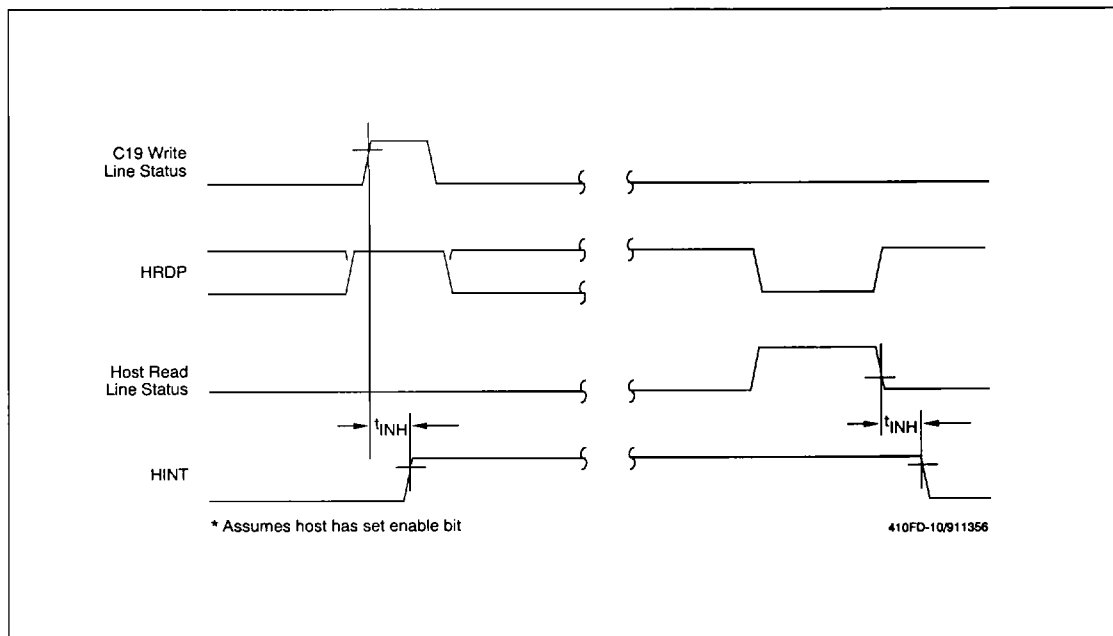 C19 Write
Line Status
HRDP
Host Read
Line Status
tINH
tINH
HINT
* Assumes host has set enable bit
410FD-10/911356